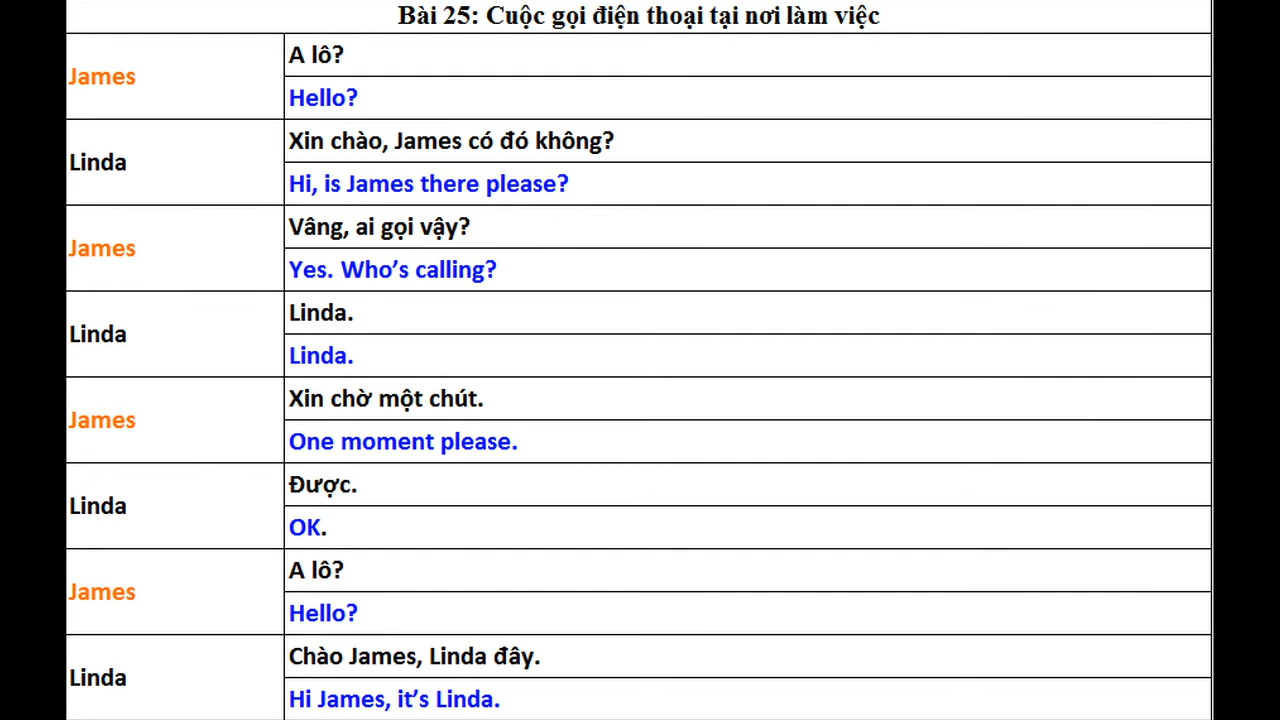 Bài 25: Cuộc gọi điện thoại tại nơi làm việc
James
A lô?
Hello?
Linda
Xin chào, James có đó không?
Hi, is James there please?
James
Vâng, ai gọi vậy?
Yes. Who’s calling?
Linda
Linda.
Linda.
James
Xin chờ một chút.
One moment please.
Linda
Được.
OK.
James
A lô?
Hello?
Linda
Chào James, Linda đây.
Hi James, it’s Linda.